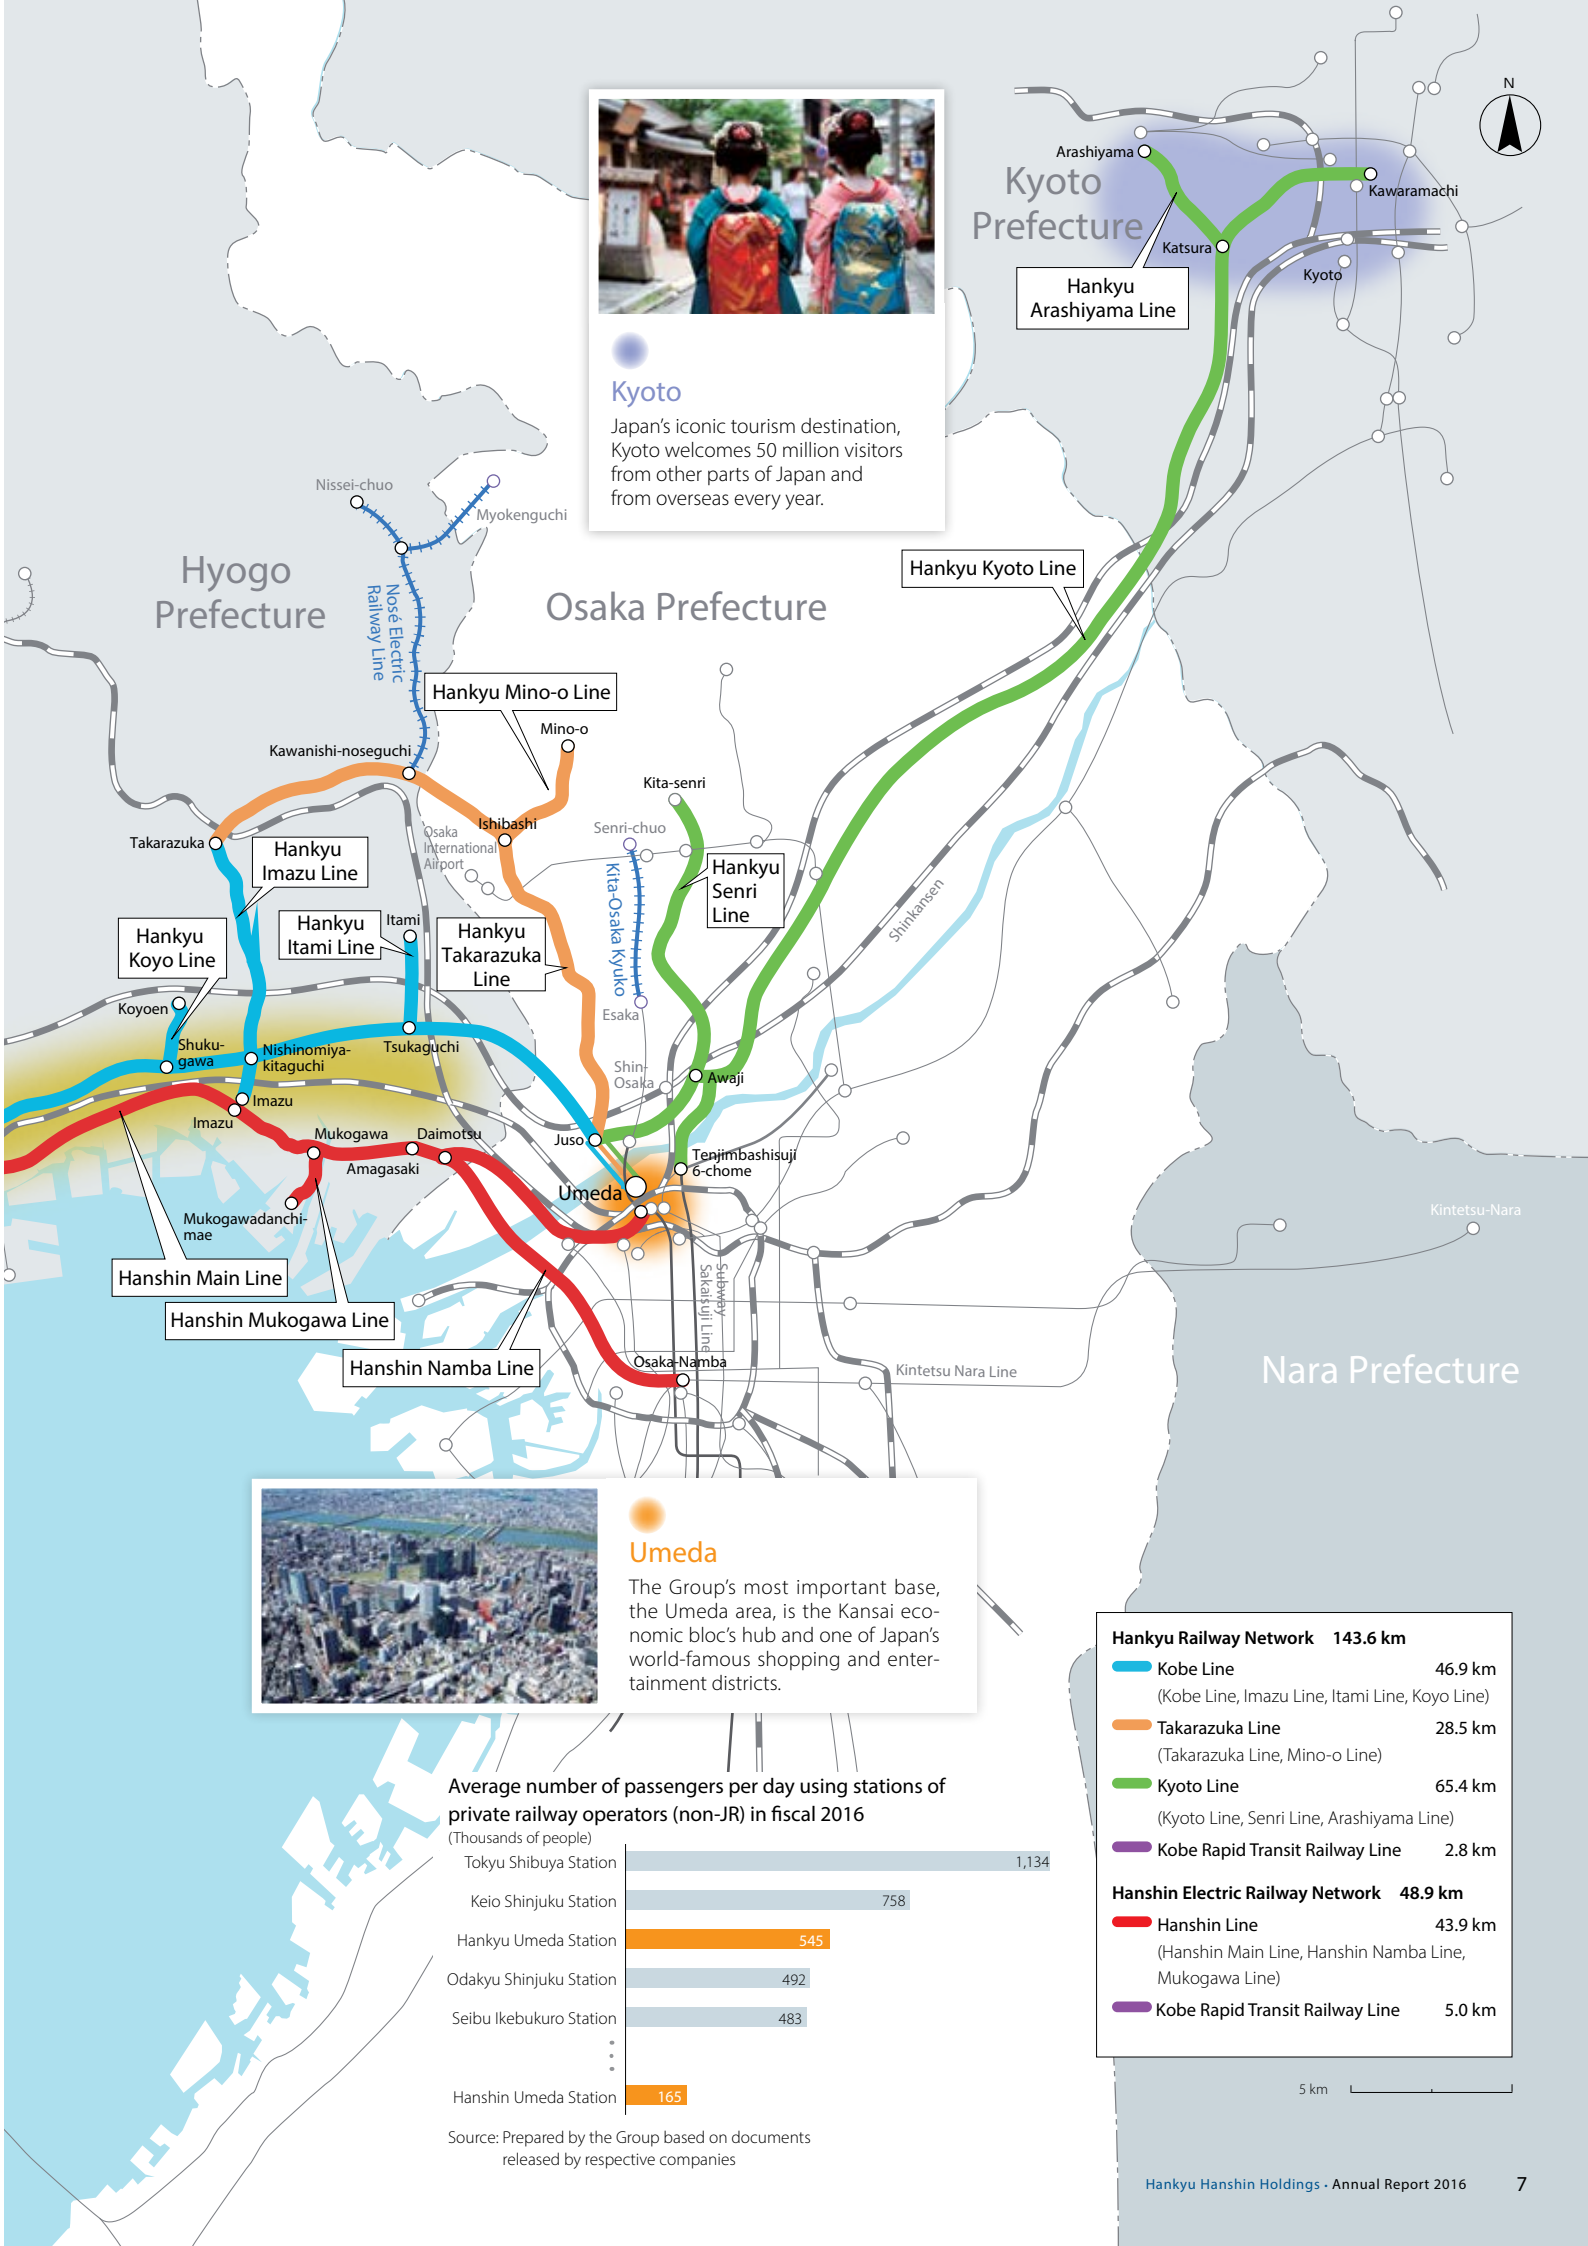 N
Arashiyama
Kyoto
Prefecture
Kawaramachi
Katsura
Kyoto
Hankyu
Arashiyama Line
Kyoto
Japan's iconic tourism destination,
Kyoto welcomes 50 million visitors
from other parts of Japan and
from overseas every year.
Nissei-chuo
Myokenguchi
Hyogo
Prefecture
Nosé Electric
Railway Line
Osaka Prefecture
Hankyu Kyoto Line
Hankyu Mino-o Line
Mino-o
Kawanishi-noseguchi
Kita-senri
Takarazuka
Hankyu
Imazu Line
Osaka
International
Airport
Ishibashi
Senri-chuo
Hankyu
Senri
Line
Kita-Osaka Kyuko
Shinkansen
Hankyu
Koyo Line
Hankyu
Itami Line
Itami
Hankyu
Takarazuka
Line
Koyoen
Esaka
Shuku-
gawa
Nishinomiya-
kitaguchi
Tsukaguchi
Shin-
Osaka
Awaji
Imazu
Imazu
Mukogawa
Daimotsu
Amagasaki
Juso
Tenjimbashisuji
6-chome
Umeda
Mukogawadanchi-
mae
Kintetsu-Nara
Hanshin Main Line
Hanshin Mukogawa Line
Subway
Sakaisuji Line
Hanshin Namba Line
Osaka-Namba
Kintetsu Nara Line
Nara Prefecture
Umeda
The Group's most important base,
the Umeda area, is the Kansai eco-
nomic bloc's hub and one of Japan's
world-famous shopping and enter-
tainment districts.
Hankyu Railway Network 143.6 km
Kobe Line 46.9 km
(Kobe Line, Imazu Line, Itami Line, Koyo Line)
Takarazuka Line 28.5 km
(Takarazuka Line, Mino-o Line)
Kyoto Line 65.4 km
(Kyoto Line, Senri Line, Arashiyama Line)
Kobe Rapid Transit Railway Line 2.8 km
Hanshin Electric Railway Network 48.9 km
Hanshin Line 43.9 km
(Hanshin Main Line, Hanshin Namba Line,
Mukogawa Line)
Kobe Rapid Transit Railway Line 5.0 km
5 km
Average number of passengers per day using stations of
private railway operators (non-JR) in fiscal 2016
(Thousands of people)
Tokyu Shibuya Station 1,134
Keio Shinjuku Station 758
Hankyu Umeda Station 545
Odakyu Shinjuku Station 492
Seibu Ikebukuro Station 483
Hanshin Umeda Station 165
Source: Prepared by the Group based on documents
released by respective companies
Hankyu Hanshin Holdings • Annual Report 2016 7